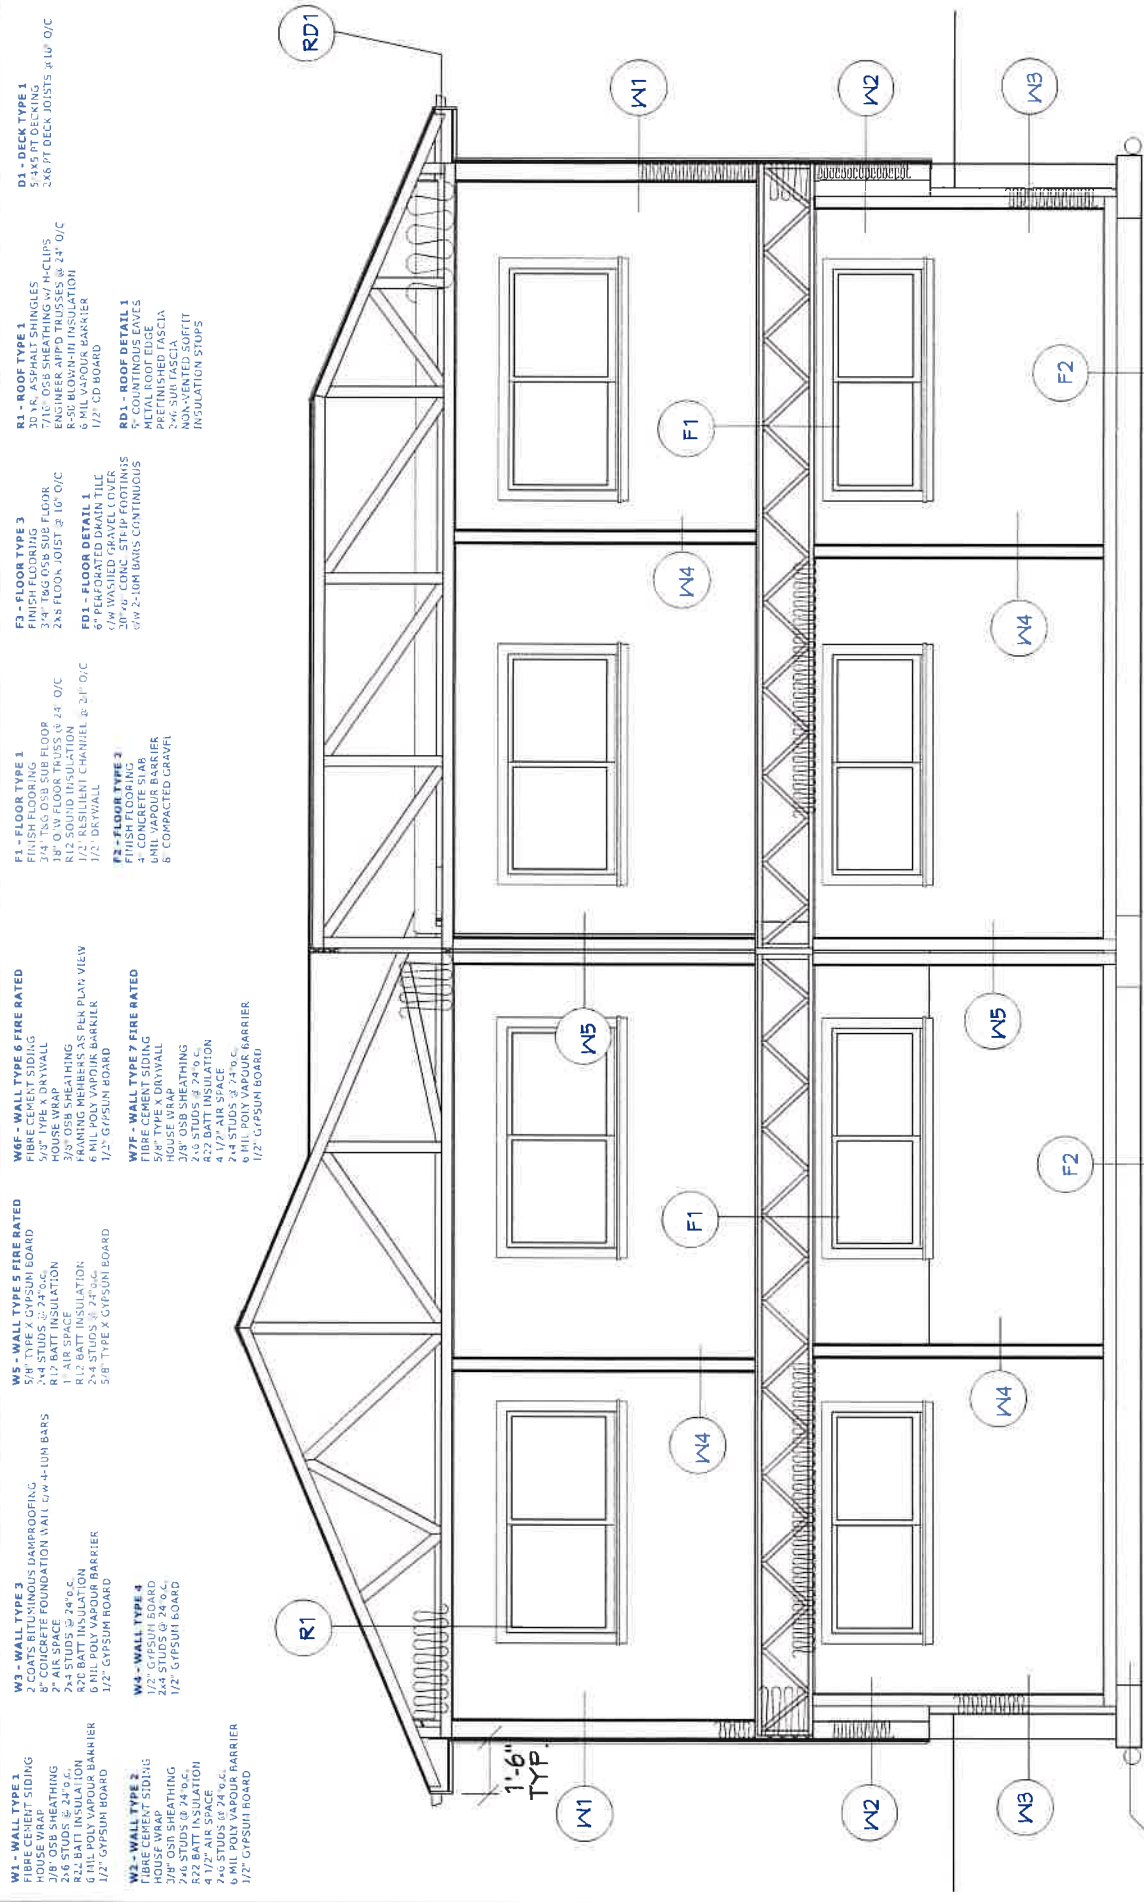 W1 - WALL TYPE 1
FIBRE CEMENT SIDING
HOUSE WRAP
3/8" OSB SHEATHING
2x6 STUDS @ 24"o.c.
R22 BATT INSULATION
6 MIL POLY VAPOUR BARRIER
1/2" GYPSUM BOARD
W2 - WALL TYPE 2
FIBRE CEMENT SIDING
HOUSE WRAP
3/8" OSB SHEATHING
2x6 STUDS @ 24"o.c.
R22 BATT INSULATION
4 1/2" AIR SPACE
2x6 STUDS @ 24"o.c.
6 MIL POLY VAPOUR BARRIER
1/2" GYPSUM BOARD
W3 - WALL TYPE 3
2 COATS BITUMINOUS DAMPROOFING
8" CONCRETE FOUNDATION WALL c/w 4-10M BARS
2" AIR SPACE
2x4 STUDS @ 24"o.c.
R20 BATT INSULATION
6 MIL POLY VAPOUR BARRIER
1/2" GYPSUM BOARD
W4 - WALL TYPE 4
1/2" GYPSUM BOARD
2x4 STUDS @ 24"o.c.
1/2" GYPSUM BOARD
W5 - WALL TYPE 5 FIRE RATED
5/8" TYPE X GYPSUM BOARD
2x4 STUDS @ 24"o.c.
R12 BATT INSULATION
1" AIR SPACE
R12 BATT INSULATION
2x4 STUDS @ 24"o.c.
5/8" TYPE X GYPSUM BOARD
W6F - WALL TYPE 6 FIRE RATED
FIBRE CEMENT SIDING
5/8" TYPE X DRYWALL
HOUSE WRAP
3/8" OSB SHEATHING
FRAMING MEMBERS AS PER PLAN VIEW
6 MIL POLY VAPOUR BARRIER
1/2" GYPSUM BOARD
W7F - WALL TYPE 7 FIRE RATED
FIBRE CEMENT SIDING
5/8" TYPE X DRYWALL
HOUSE WRAP
3/8" OSB SHEATHING
2x6 STUDS @ 24"o.c.
R22 BATT INSULATION
4 1/2" AIR SPACE
2x4 STUDS @ 24"o.c.
6 MIL POLY VAPOUR BARRIER
1/2" GYPSUM BOARD
F1 - FLOOR TYPE 1
FINISH FLOORING
3/4" T&G OSB SUB FLOOR
18" O/W FLOOR TRUSS @ 24" O/C
R12 SOUND INSULATION
1/2" RESILIENT CHANNEL @ 24" O/C
1/2" DRYWALL
F2 - FLOOR TYPE 2
FINISH FLOORING
4" CONCRETE SLAB
6MIL VAPOUR BARRIER
6" COMPACTED GRAVEL
F3 - FLOOR TYPE 3
FINISH FLOORING
3/4" T&G OSB SUB FLOOR
2x8 FLOOR JOIST @ 16" O/C
FD1 - FLOOR DETAIL 1
6" PERFORATED DRAIN TILE
c/w WASHED GRAVEL COVER
20"x8" CONC. STRIP FOOTINGS
c/w 2-10M BARS CONTINUOUS
R1 - ROOF TYPE 1
30 YR. ASPHALT SHINGLES
7/16" OSB SHEATHING w/ H-CLIPS
ENGINEER APP'D TRUSSES @ 24" O/C
R-50 BLOWN-IN INSULATION
6 MIL VAPOUR BARRIER
1/2" CD BOARD
RD1 - ROOF DETAIL 1
5" COUNTINOUS EAVES
METAL ROOF EDGE
PREFINISHED FASCIA
2x6 SUB FASCIA
NON-VENTED SOFFIT
INSULATION STOPS
D1 - DECK TYPE 1
5/4X5 PT DECKING
2X6 PT DECK JOISTS @ 16" O/C
R1
RD1
1'-6"
TYP.
W1
W4
W5
W4
W1
F1
F1
W2
W2
W3
W4
W5
W4
W3
F2
F2